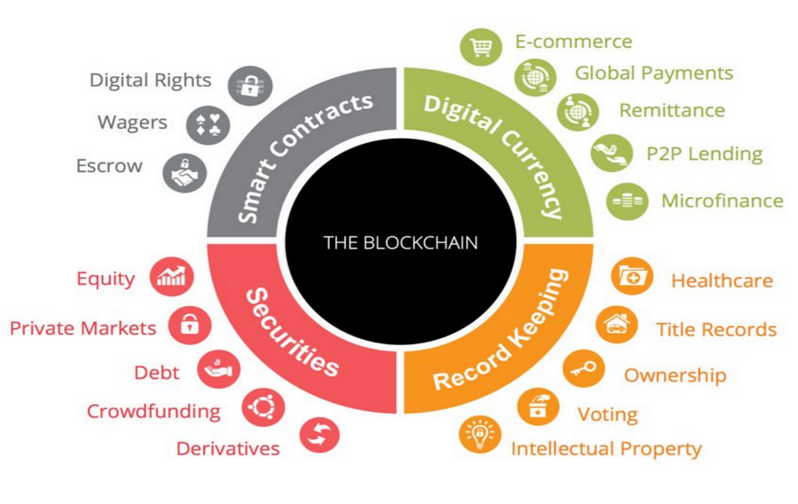 Smart Contracts
Digital Rights
Wagers
Escrow
Digital Currency
E-commerce
Global Payments
Remittance
P2P Lending
Microfinance
THE BLOCKCHAIN
Securities
Equity
Private Markets
Debt
Crowdfunding
Derivatives
Record Keeping
Healthcare
Title Records
Ownership
Voting
Intellectual Property